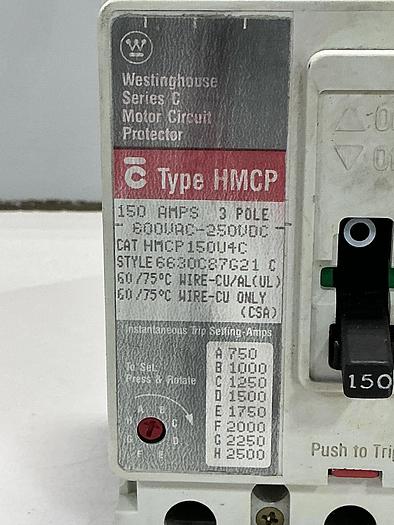 W
Westinghouse
Series C
Motor Circuit
Protector
C Type HMCP
150 AMPS 3 POLE
600VAC-250VDC
CAT HMCP150U4C
STYLE 6630C87G21 C
60/75°C WIRE-CU/AL(UL)
60/75°C WIRE-CU ONLY
(CSA)
Instantaneous Trip Setting-Amps
To Set,
Press & Rotate
A 750
B 1000
C 1250
D 1500
E 1750
F 2000
G 2250
H 2500
O
150
Push to Trip